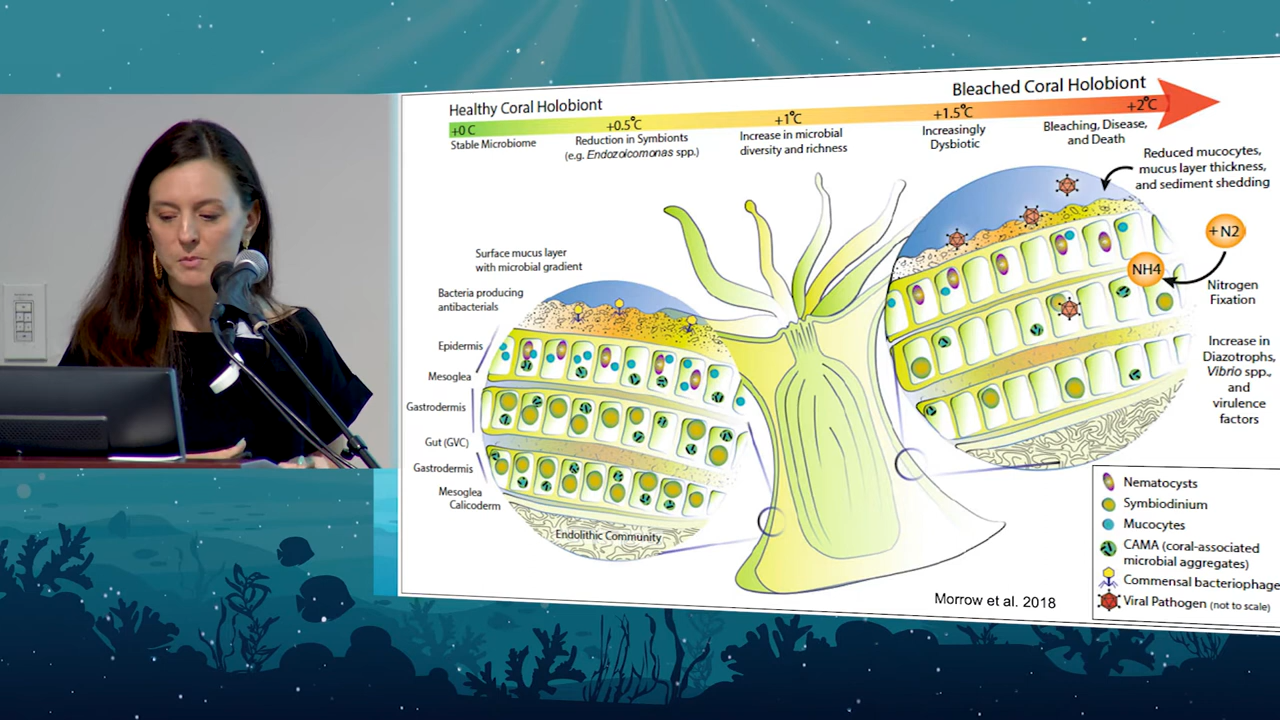 Healthy Coral Holobiont
Bleached Coral Holobiont
+0 C
+0.5°C
+1°C
+1.5°C
+2°C
Stable Microbiome
Reduction in Symbionts
(e.g. Endozoicomonas spp.)
Increase in microbial
diversity and richness
Increasingly
Dysbiotic
Bleaching, Disease,
and Death
Reduced mucocytes,
mucus layer thickness,
and sediment shedding
+ N2
NH4
Nitrogen
Fixation
Increase in
Diazotrophs,
Vibrio spp.,
and
virulence
factors
Surface mucus layer
with microbial gradient
Bacteria producing
antibacterials
Epidermis
Mesoglea
Gastrodermis
Gut (GVC)
Gastrodermis
Mesoglea
Calicoderm
Endolithic Community
Nematocysts
Symbiodinium
Mucocytes
CAMA (coral-associated
microbial aggregates)
Commensal bacteriophage
Viral Pathogen (not to scale)
Morrow et al. 2018